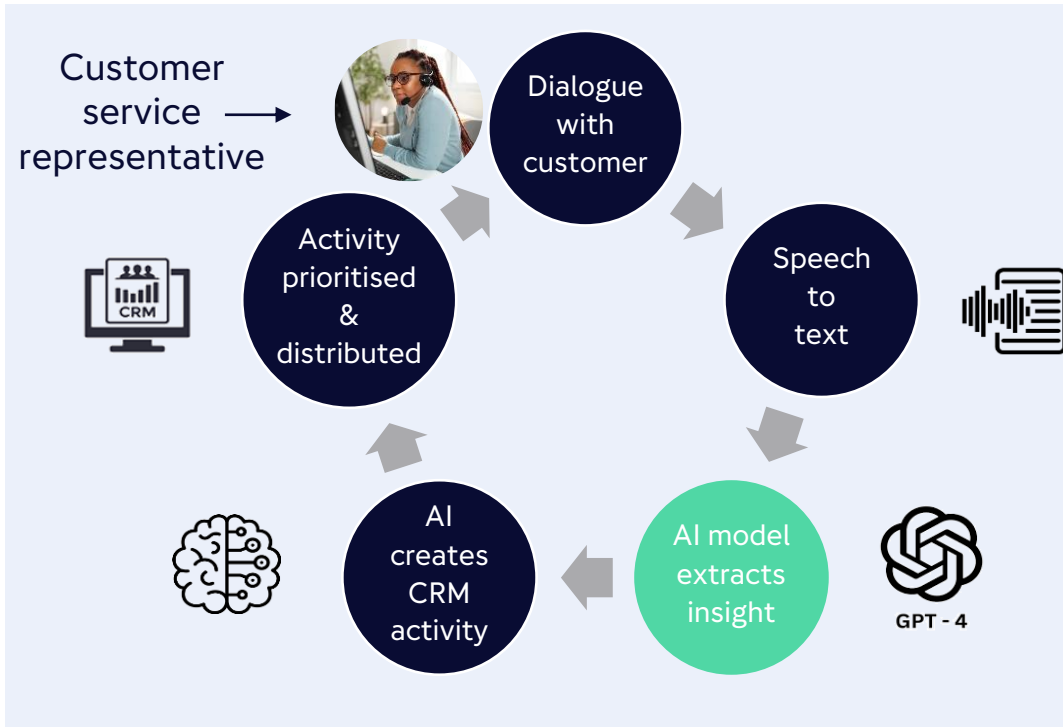 Customer
service
representative
Dialogue
with
customer
Speech
to
text
AI model
extracts
insight
GPT - 4
AI
creates
CRM
activity
Activity
prioritised
&
distributed
CRM